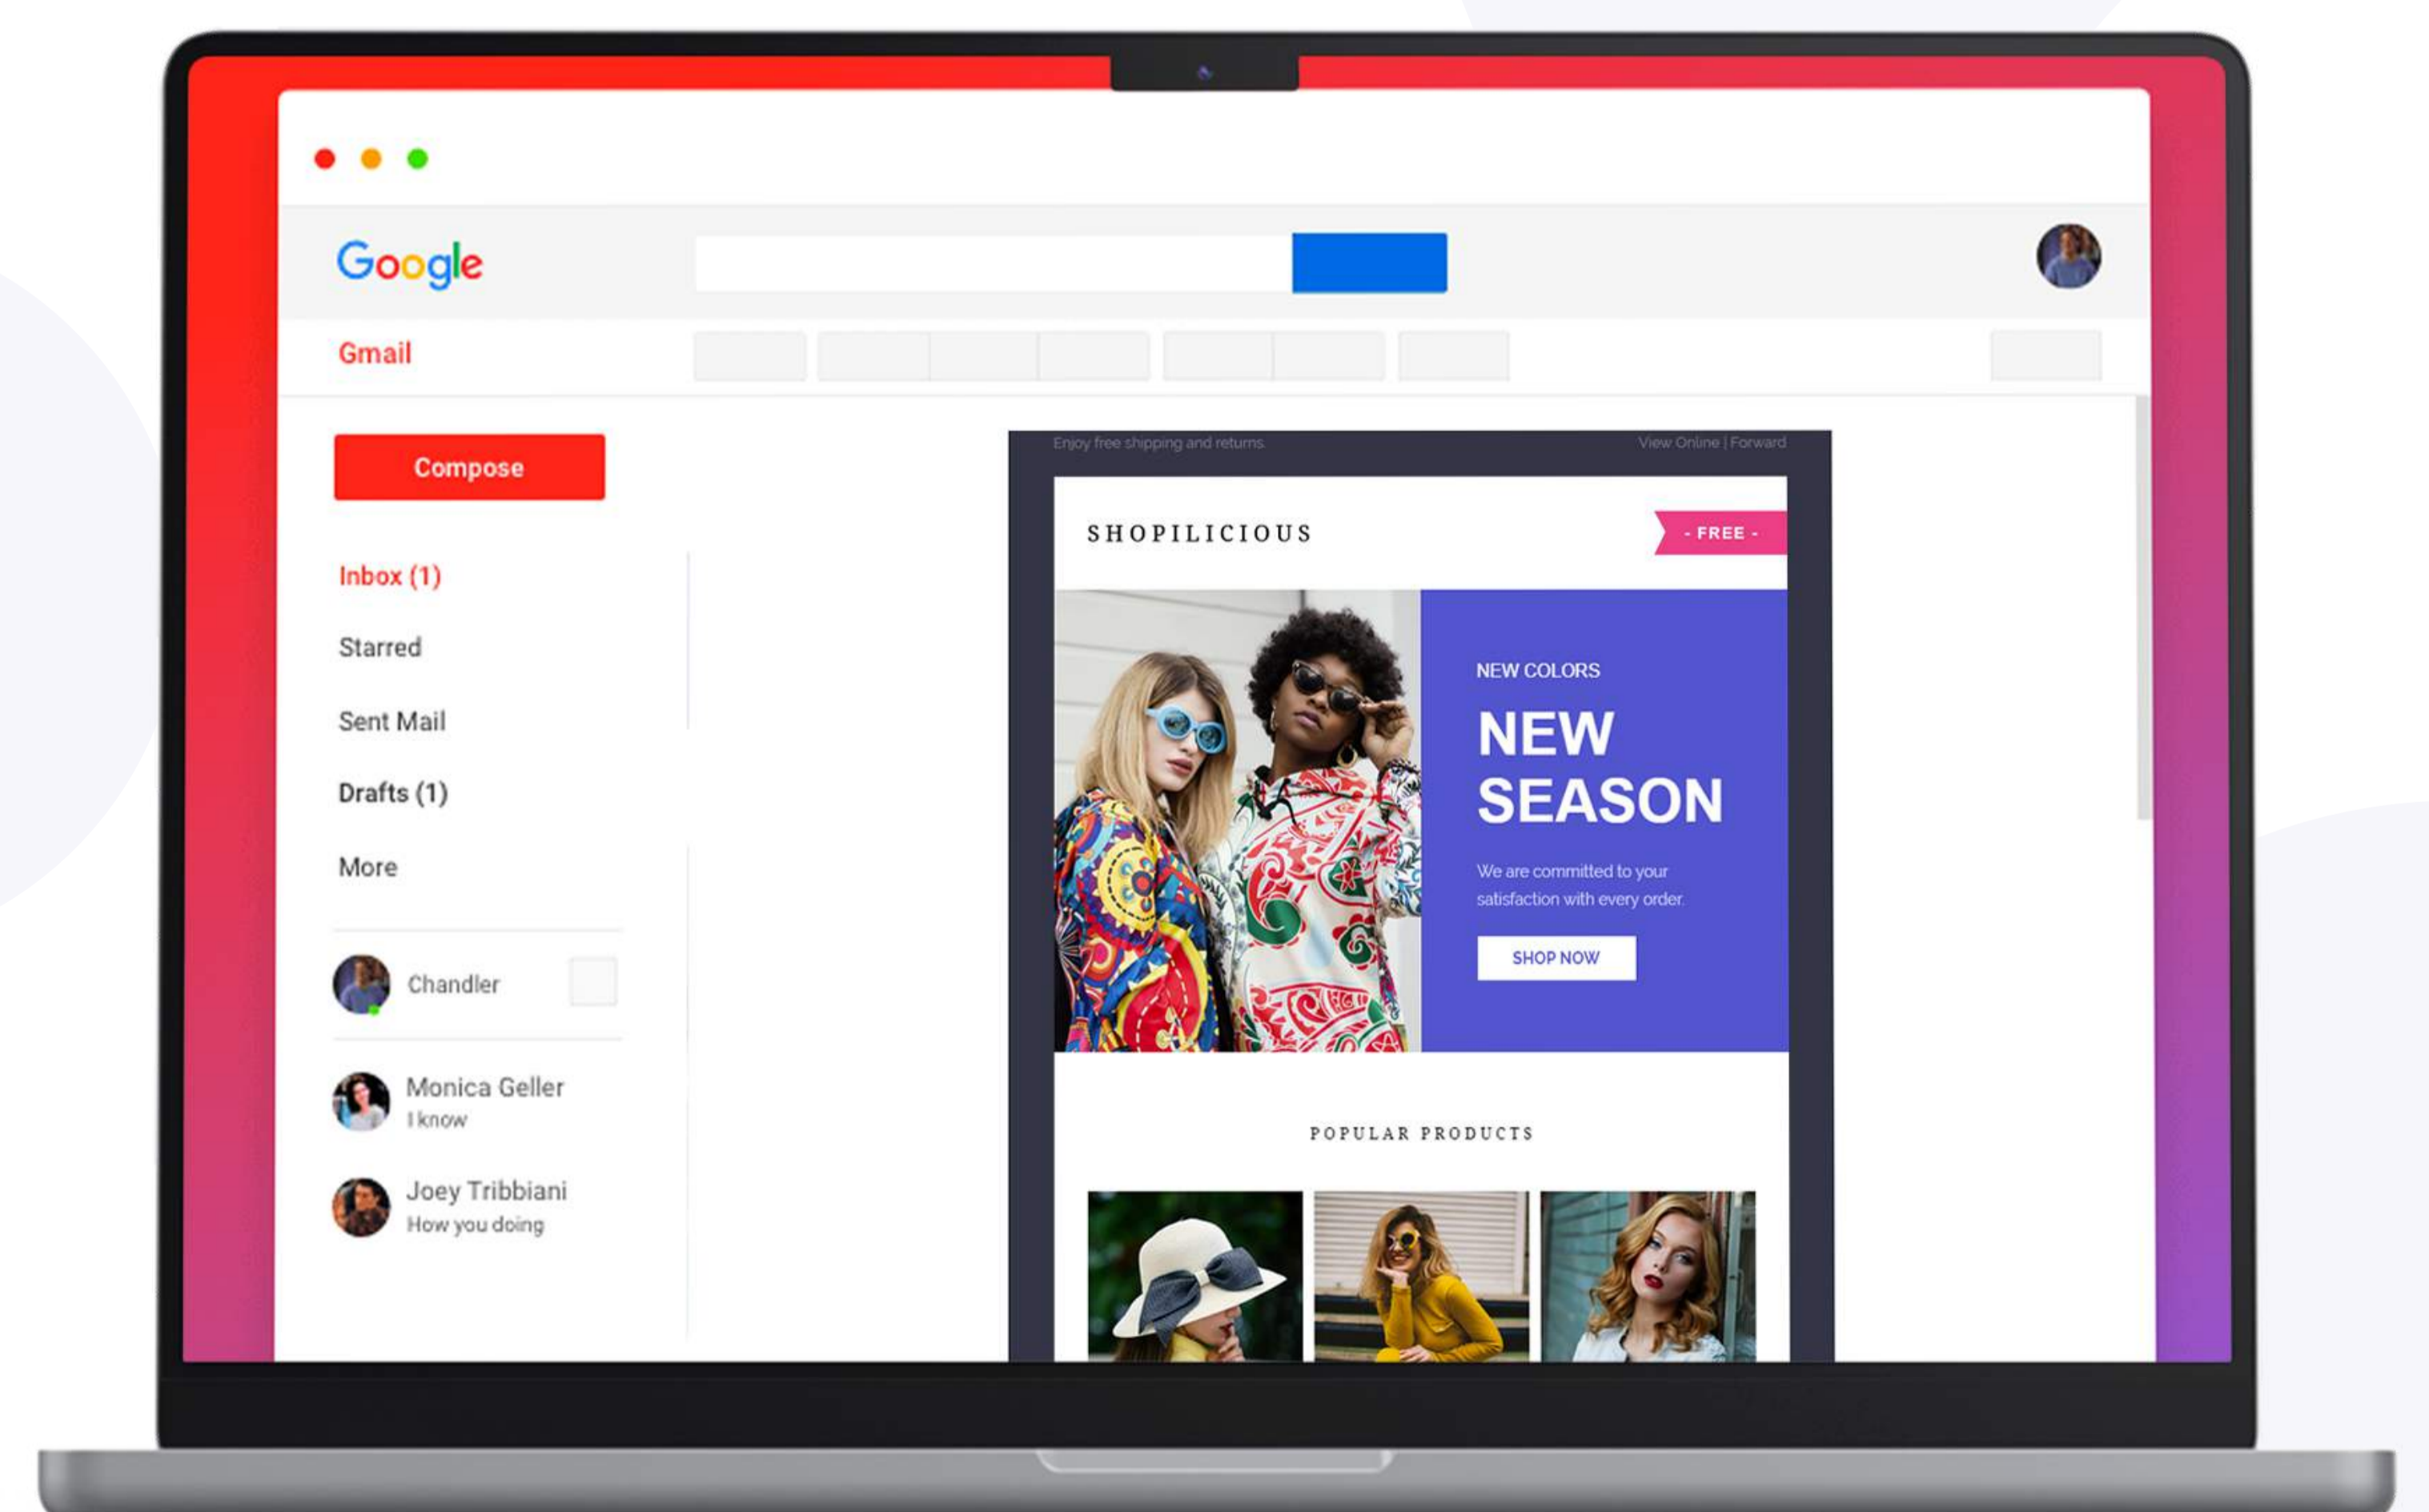 Google
Gmail
Compose
Inbox (1)
Starred
Sent Mail
Drafts (1)
More
Chandler
Monica Geller
I know
Joey Tribbiani
How you doing
Enjoy free shipping and returns.
View Online | Forward
SHOPILICIOUS
- FREE -
NEW COLORS
NEW
SEASON
We are committed to your
satisfaction with every order.
SHOP NOW
POPULAR PRODUCTS